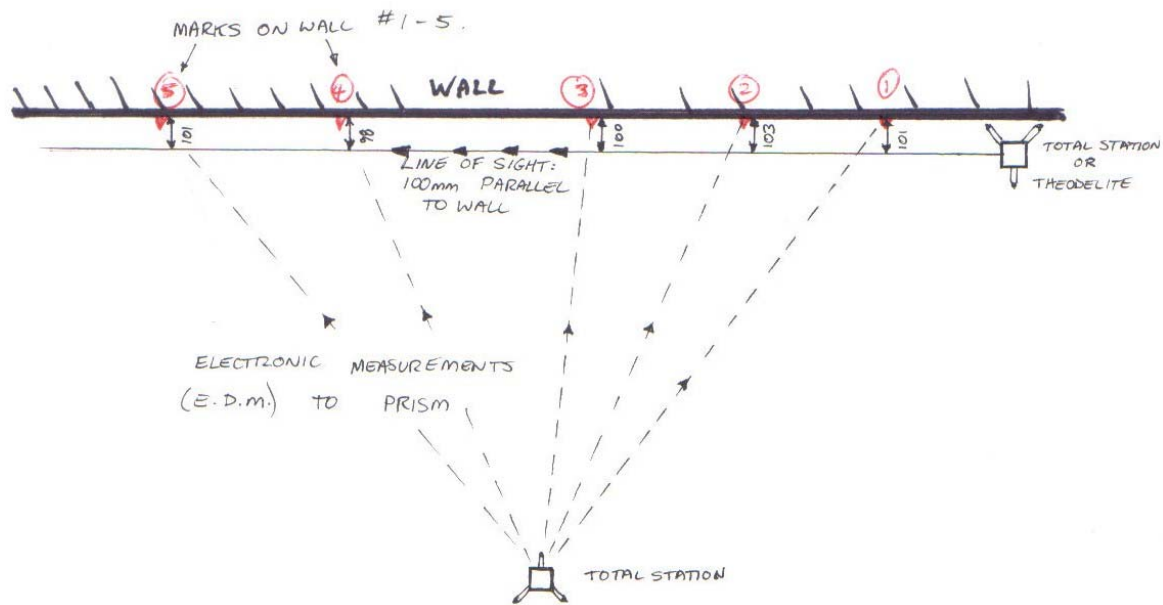 MARKS ON WALL #1-5.
5
4
WALL
3
2
1
101
98
100
103
101
LINE OF SIGHT:
100mm PARALLEL
TO WALL
TOTAL STATION
OR
THEODELITE
ELECTRONIC MEASUREMENTS
(E.D.M.) TO PRISM
TOTAL STATION